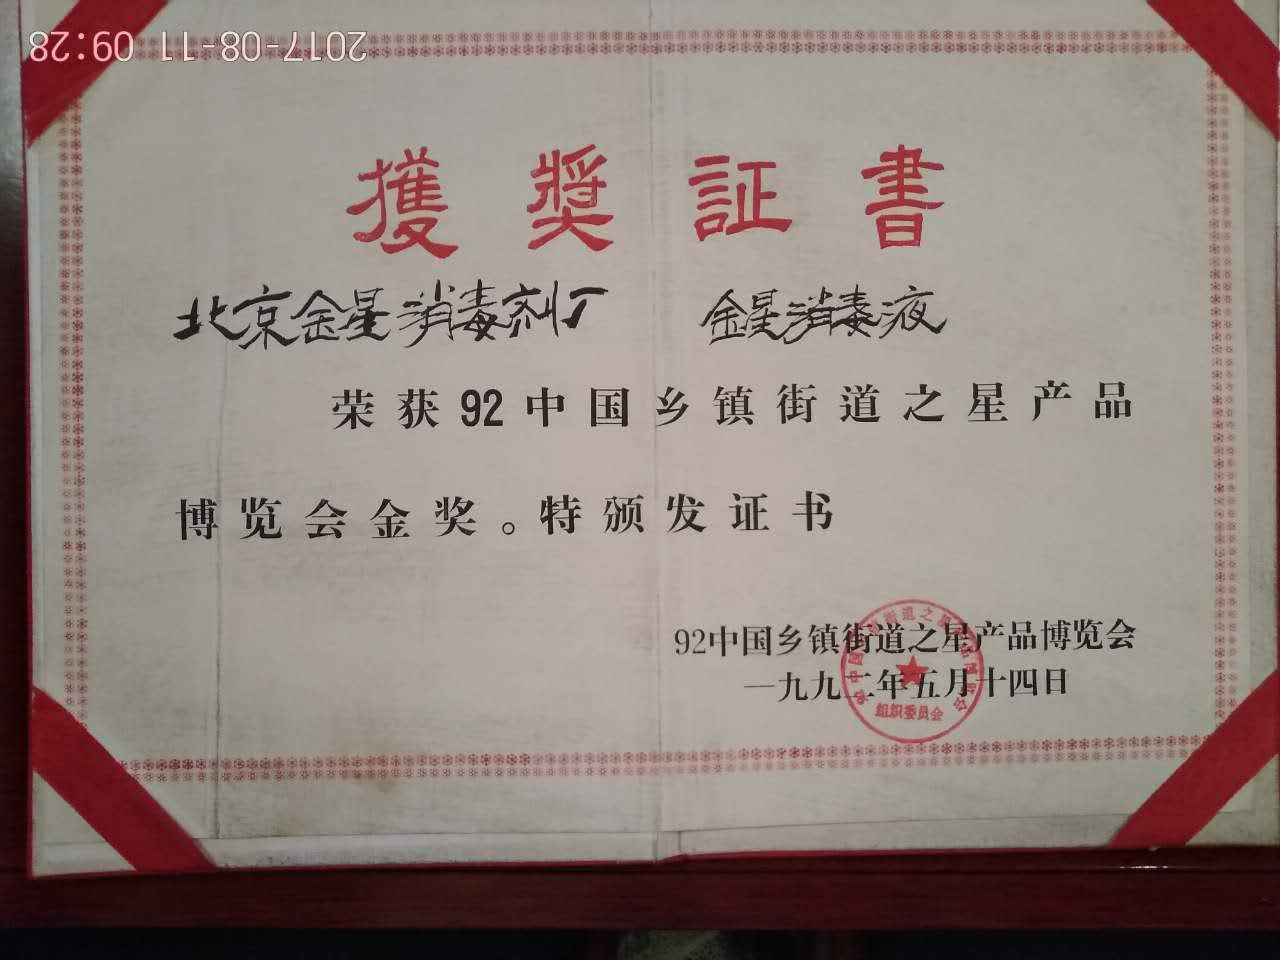 2017-08-11 09:28
獲獎証書
北京金星消毒剂厂 金星消毒液
荣获92中国乡镇街道之星产品
博览会金奖。特颁发证书
92中国乡镇街道之星产品博览会
一九九二年五月十四日
组织委员会